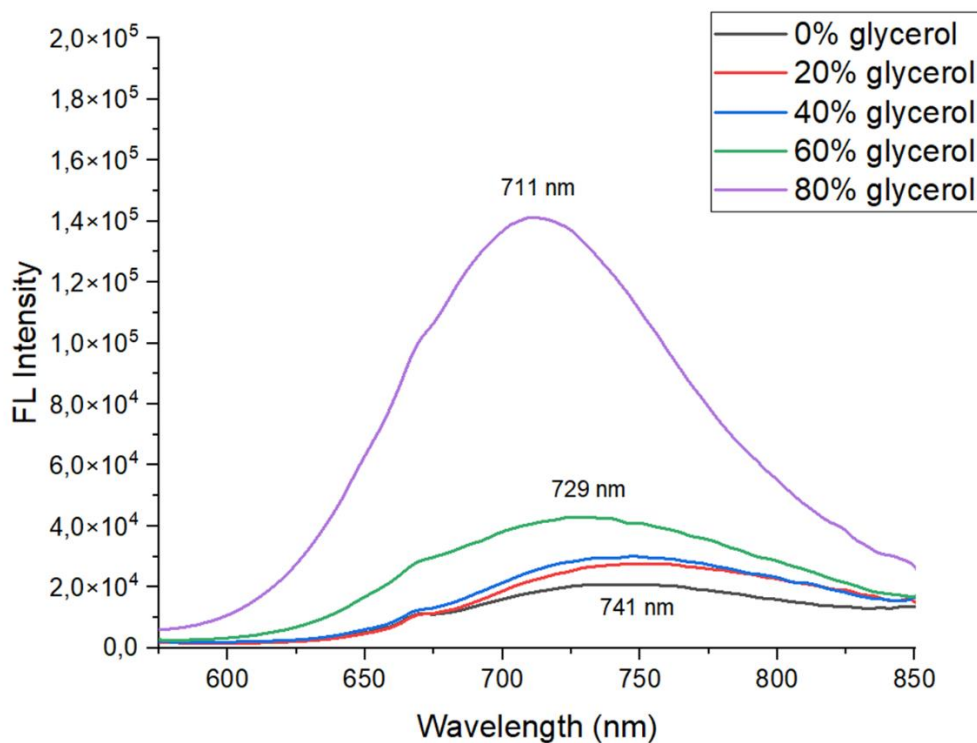 0% glycerol
20% glycerol
40% glycerol
60% glycerol
80% glycerol
2,0×10⁵
1,8×10⁵
1,6×10⁵
1,4×10⁵
1,2×10⁵
1,0×10⁵
8,0×10⁴
6,0×10⁴
4,0×10⁴
2,0×10⁴
0,0
FL Intensity
711 nm
729 nm
741 nm
600 650 700 750 800 850
Wavelength (nm)